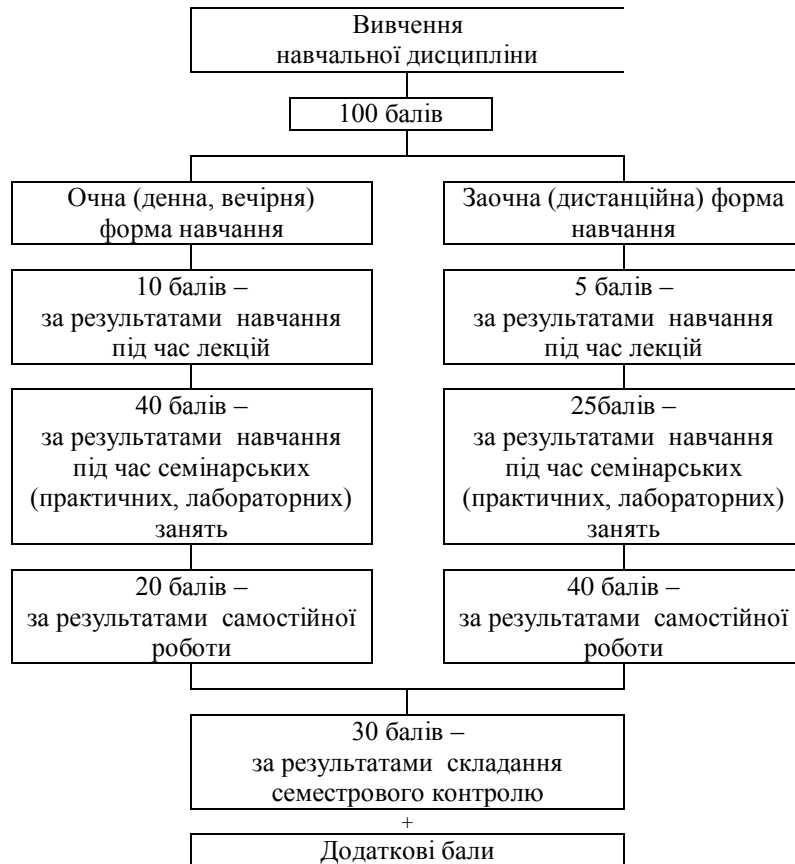 Вивчення
навчальної дисципліни
100 балів
Очна (денна, вечірня)
форма навчання
Заочна (дистанційна) форма
навчання
10 балів –
за результатами навчання
під час лекцій
5 балів –
за результатами навчання
під час лекцій
40 балів –
за результатами навчання
під час семінарських
(практичних, лабораторних)
занять
25балів –
за результатами навчання
під час семінарських
(практичних, лабораторних)
занять
20 балів –
за результатами самостійної
роботи
40 балів –
за результатами самостійної
роботи
30 балів –
за результатами складання
семестрового контролю
+
Додаткові бали